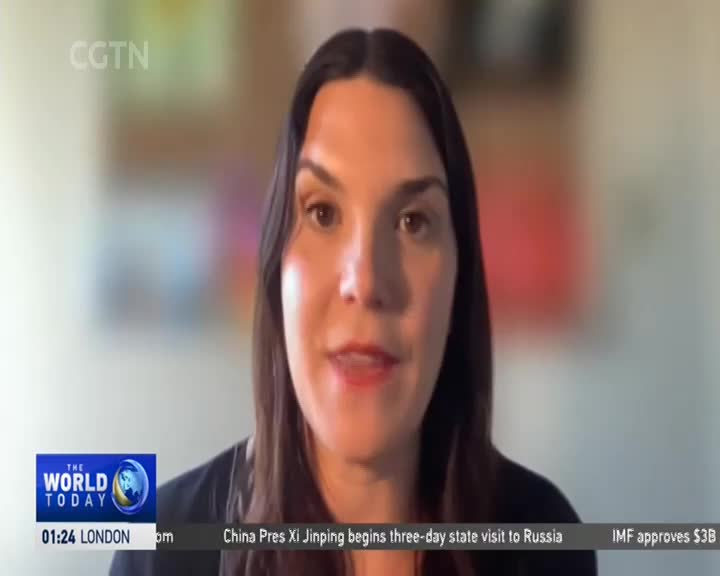 CGTN
THE
WORLD
TODAY
01:24 LONDON
om China Pres Xi Jinping begins three-day state visit to Russia IMF approves $3B